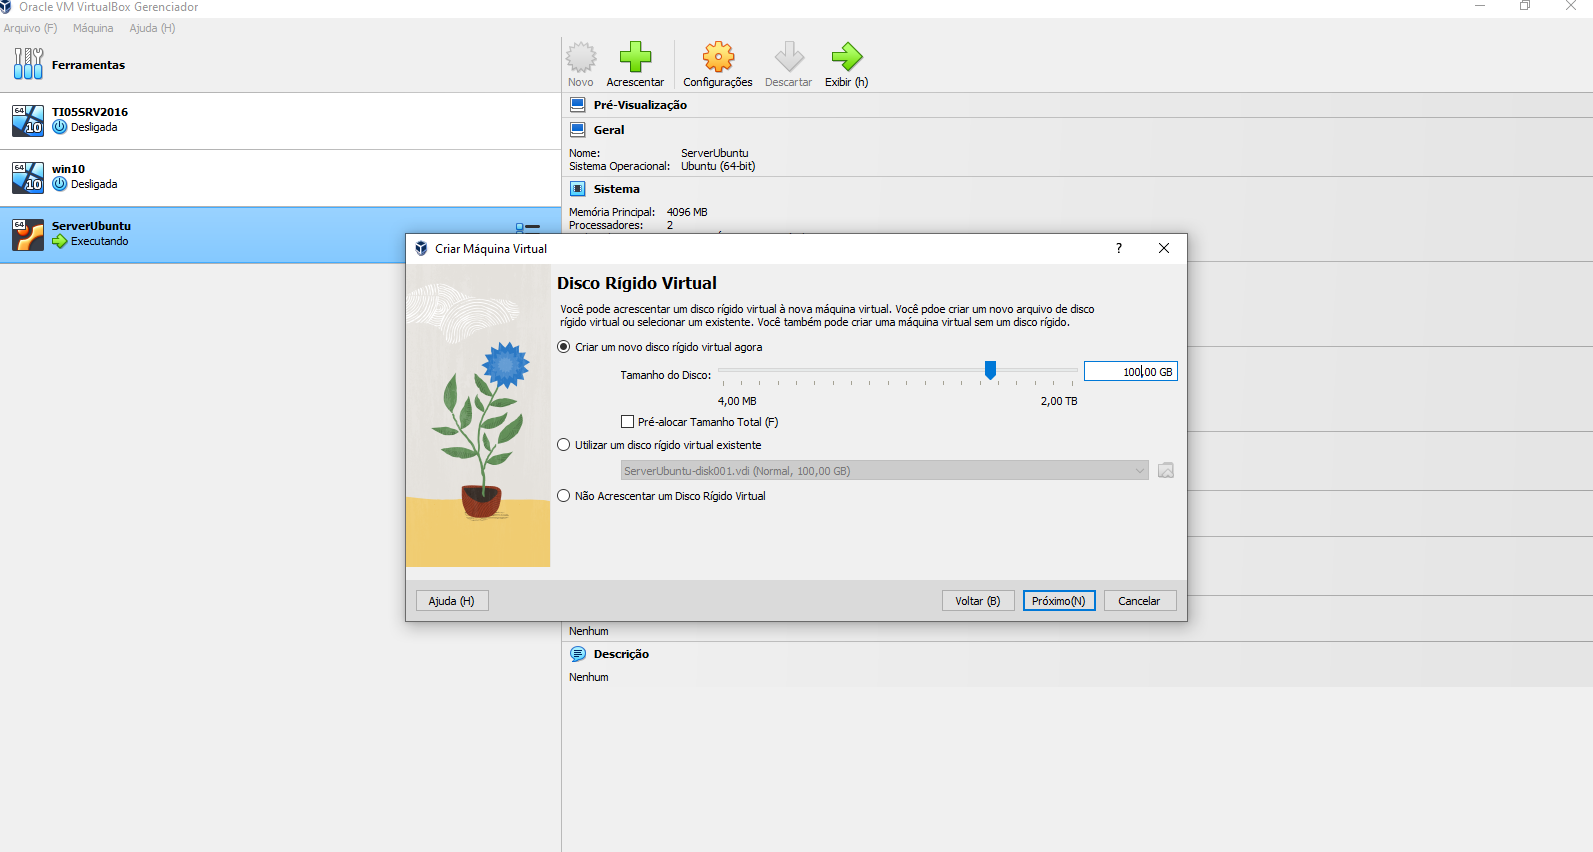 Oracle VM VirtualBox Gerenciador
Arquivo (F) Máquina Ajuda (H)
Ferramentas
64
10
TI05SRV2016
Desligada
64
10
win10
Desligada
64
ServerUbuntu
Executando
Novo Acrescentar Configurações Descartar Exibir (h)
Pré-Visualização
Geral
Nome: ServerUbuntu
Sistema Operacional: Ubuntu (64-bit)
Sistema
Memória Principal: 4096 MB
Processadores: 2
Criar Máquina Virtual
?
Disco Rígido Virtual
Você pode acrescentar um disco rígido virtual à nova máquina virtual. Você pdoe criar um novo arquivo de disco
rígido virtual ou selecionar um existente. Você também pode criar uma máquina virtual sem um disco rígido.
Criar um novo disco rígido virtual agora
Tamanho do Disco: 100,00 GB
4,00 MB 2,00 TB
Pré-alocar Tamanho Total (F)
Utilizar um disco rígido virtual existente
ServerUbuntu-disk001.vdi (Normal, 100,00 GB)
Não Acrescentar um Disco Rígido Virtual
Ajuda (H) Voltar (B) Próximo(N) Cancelar
Nenhum
Descrição
Nenhum